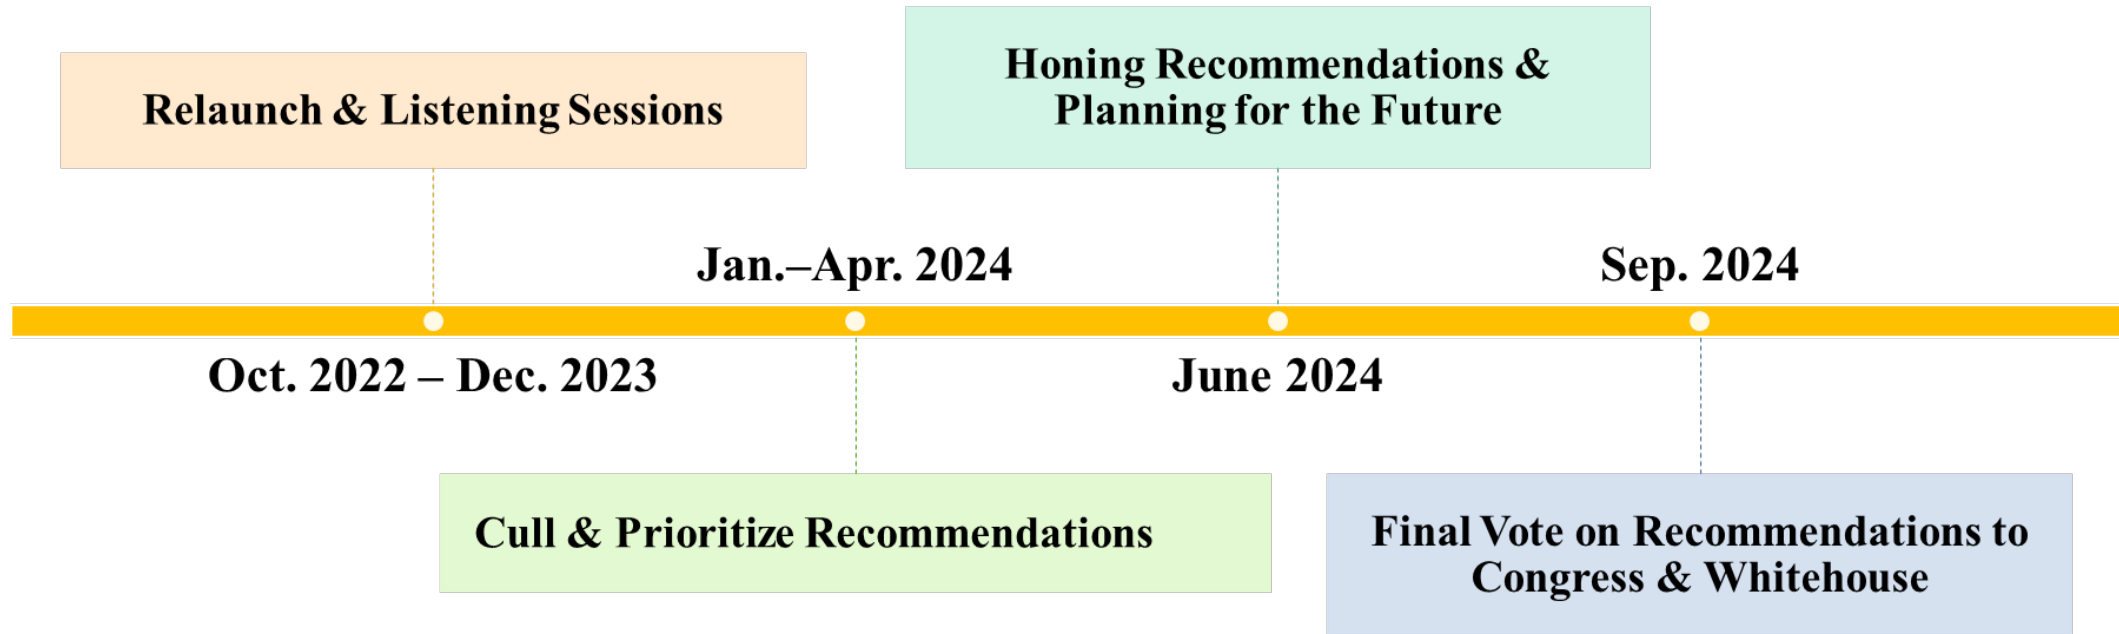 Relaunch & Listening Sessions
Oct. 2022 – Dec. 2023
Jan.–Apr. 2024
Cull & Prioritize Recommendations
Honing Recommendations &
Planning for the Future
June 2024
Sep. 2024
Final Vote on Recommendations to
Congress & Whitehouse